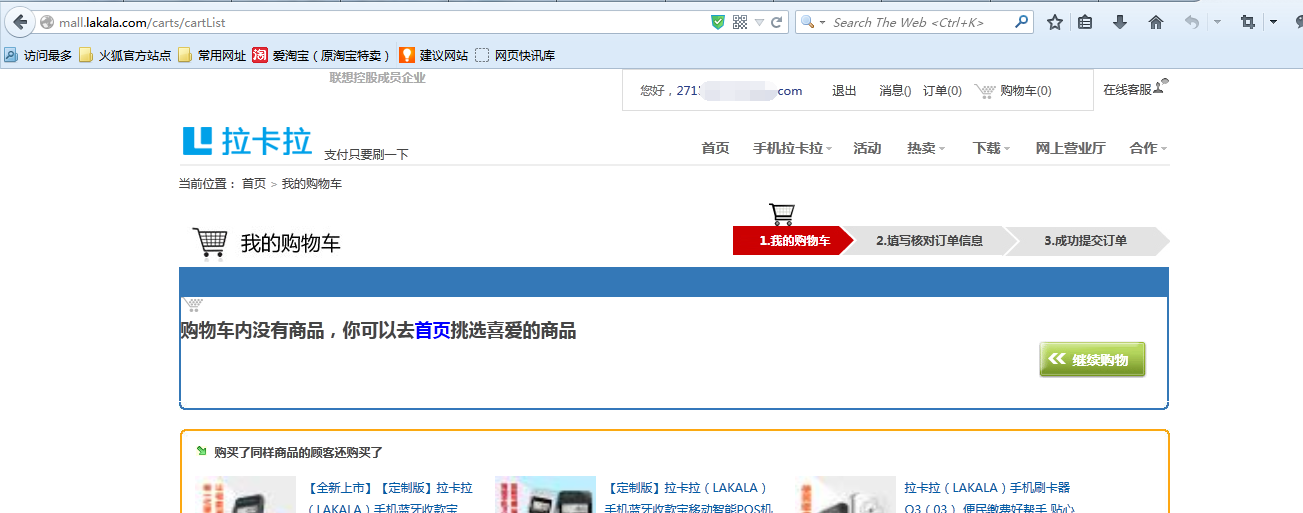 mall.lakala.com/carts/cartList
Search The Web <Ctrl+K>
访问最多 火狐官方站点 常用网址 淘 爱淘宝（原淘宝特卖） 建议网站 网页快讯库
联想控股成员企业
您好，271 com 退出 消息() 订单(0) 购物车(0) 在线客服
拉卡拉 支付只要刷一下
首页 手机拉卡拉 活动 热卖 下载 网上营业厅 合作
当前位置： 首页 > 我的购物车
我的购物车
1.我的购物车 2.填写核对订单信息 3.成功提交订单
购物车内没有商品，你可以去首页挑选喜爱的商品
继续购物
购买了同样商品的顾客还购买了
【全新上市】【定制版】拉卡拉
（LAKALA）手机蓝牙收款宝
【定制版】拉卡拉（LAKALA）
手机蓝牙收款宝移动智能POS机
拉卡拉（LAKALA）手机刷卡器
Q3（03） 便民缴费好帮手 贴心